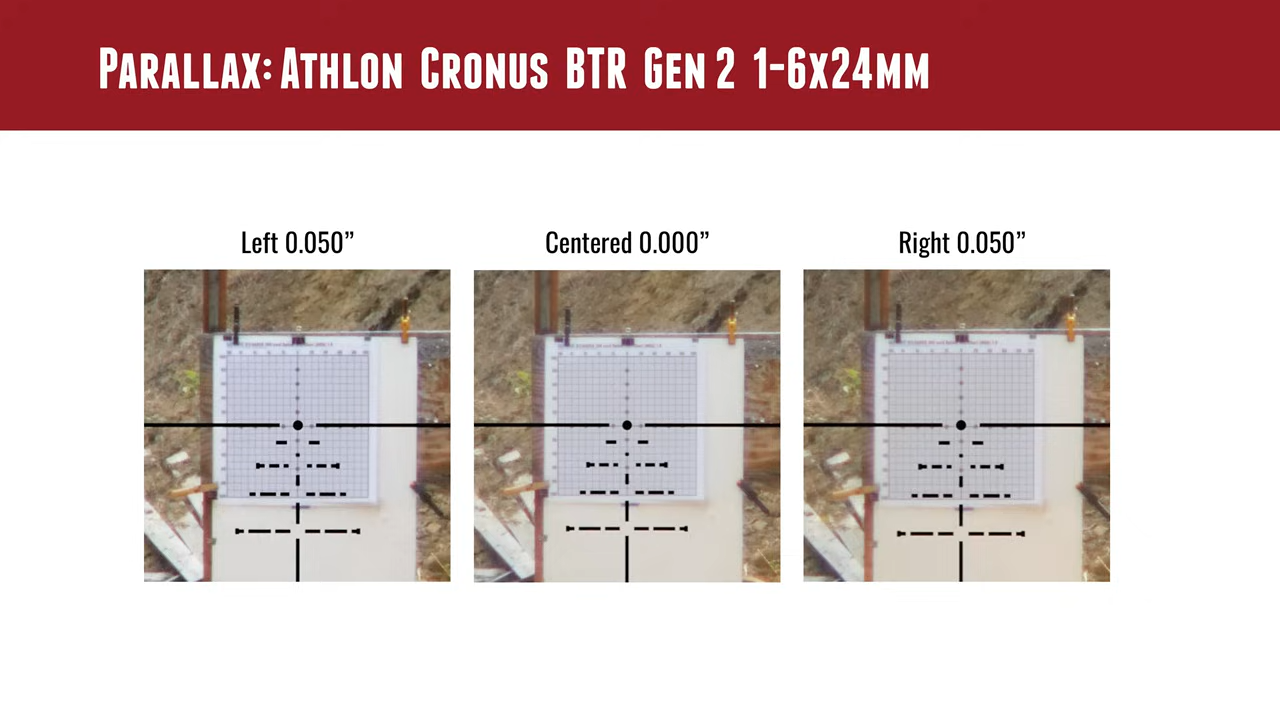 Parallax: Athlon Cronus BTR Gen 2 1-6x24mm
Left 0.050”
Centered 0.000”
Right 0.050”